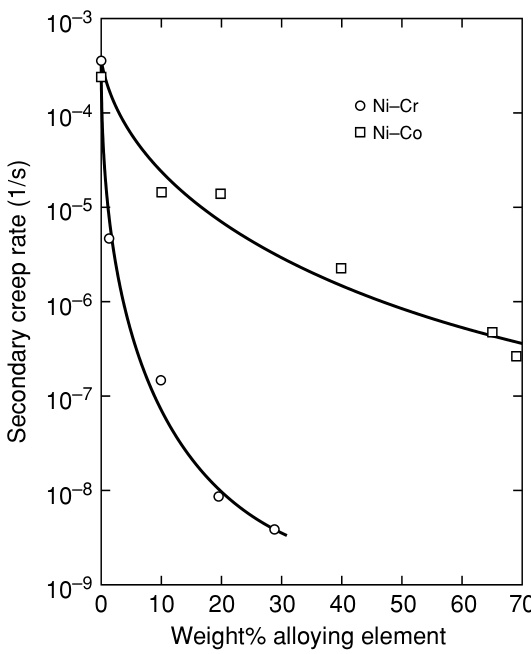 10⁻³
Ni–Cr
10⁻⁴
Ni–Co
10⁻⁵
Secondary creep rate (1/s)
10⁻⁶
10⁻⁷
10⁻⁸
10⁻⁹
0 10 20 30 40 50 60 70
Weight% alloying element